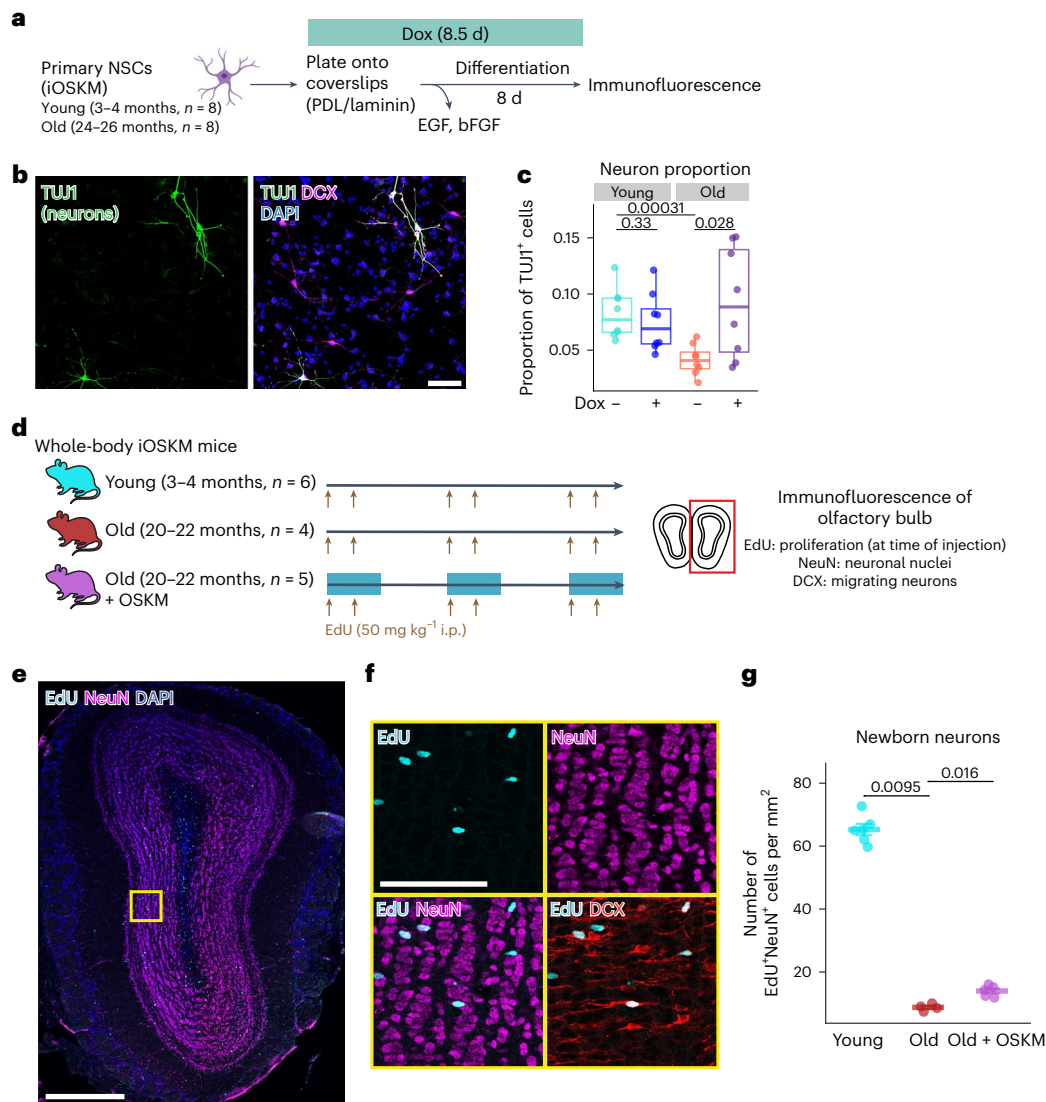 a
Dox (8.5 d)
Primary NSCs
(iOSKM)
Young (3–4 months, n = 8)
Old (24–26 months, n = 8)
Plate onto
coverslips
(PDL/laminin)
Differentiation
8 d
EGF, bFGF
Immunofluorescence
b
TUJ1
(neurons)
TUJ1 DCX
DAPI
c
Neuron proportion
Young Old
0.00031
0.33 0.028
Proportion of TUJ1⁺ cells
0.15
0.10
0.05
Dox – + – +
d
Whole-body iOSKM mice
Young (3–4 months, n = 6)
Old (20–22 months, n = 4)
Old (20–22 months, n = 5)
+ OSKM
EdU (50 mg kg⁻¹ i.p.)
Immunofluorescence of
olfactory bulb
EdU: proliferation (at time of injection)
NeuN: neuronal nuclei
DCX: migrating neurons
e
EdU NeuN DAPI
f
EdU
NeuN
EdU NeuN
EdU DCX
g
Newborn neurons
0.0095
0.016
Number of
EdU⁺NeuN⁺ cells per mm²
80
60
40
20
Young Old Old + OSKM